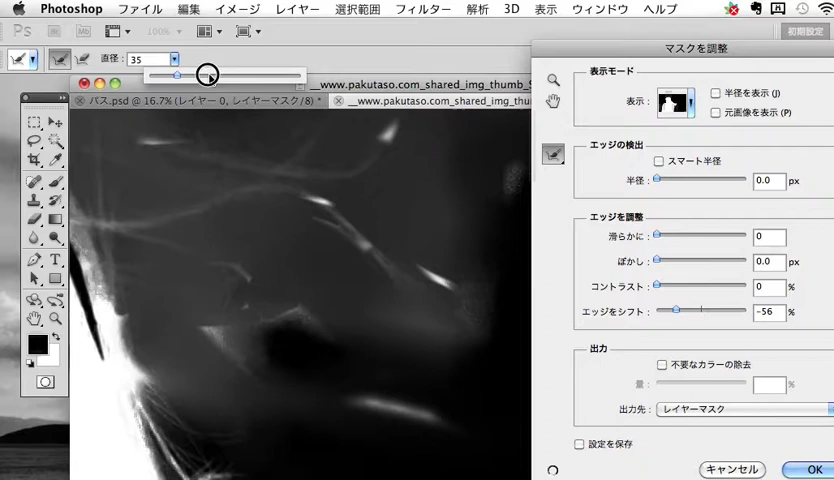 Photoshop ファイル 編集 イメージ レイヤー 選択範囲 フィルター 解析 3D 表示 ウィンドウ ヘルプ
Ps 100% 初期設定
直径: 35
マスクを調整
__www.pakutaso.com_shared_img_thumb_
パス.psd @ 16.7% (レイヤー 0, レイヤーマスク/8) * __www.pakutaso.com_shared_img_thum
表示モード
表示: 半径を表示 (J)
元画像を表示 (P)
エッジの検出
スマート半径
半径: 0.0 px
エッジを調整
滑らかに: 0
ぼかし: 0.0 px
コントラスト: 0 %
エッジをシフト: -56 %
出力
不要なカラーの除去
量: %
出力先: レイヤーマスク
設定を保存
キャンセル OK